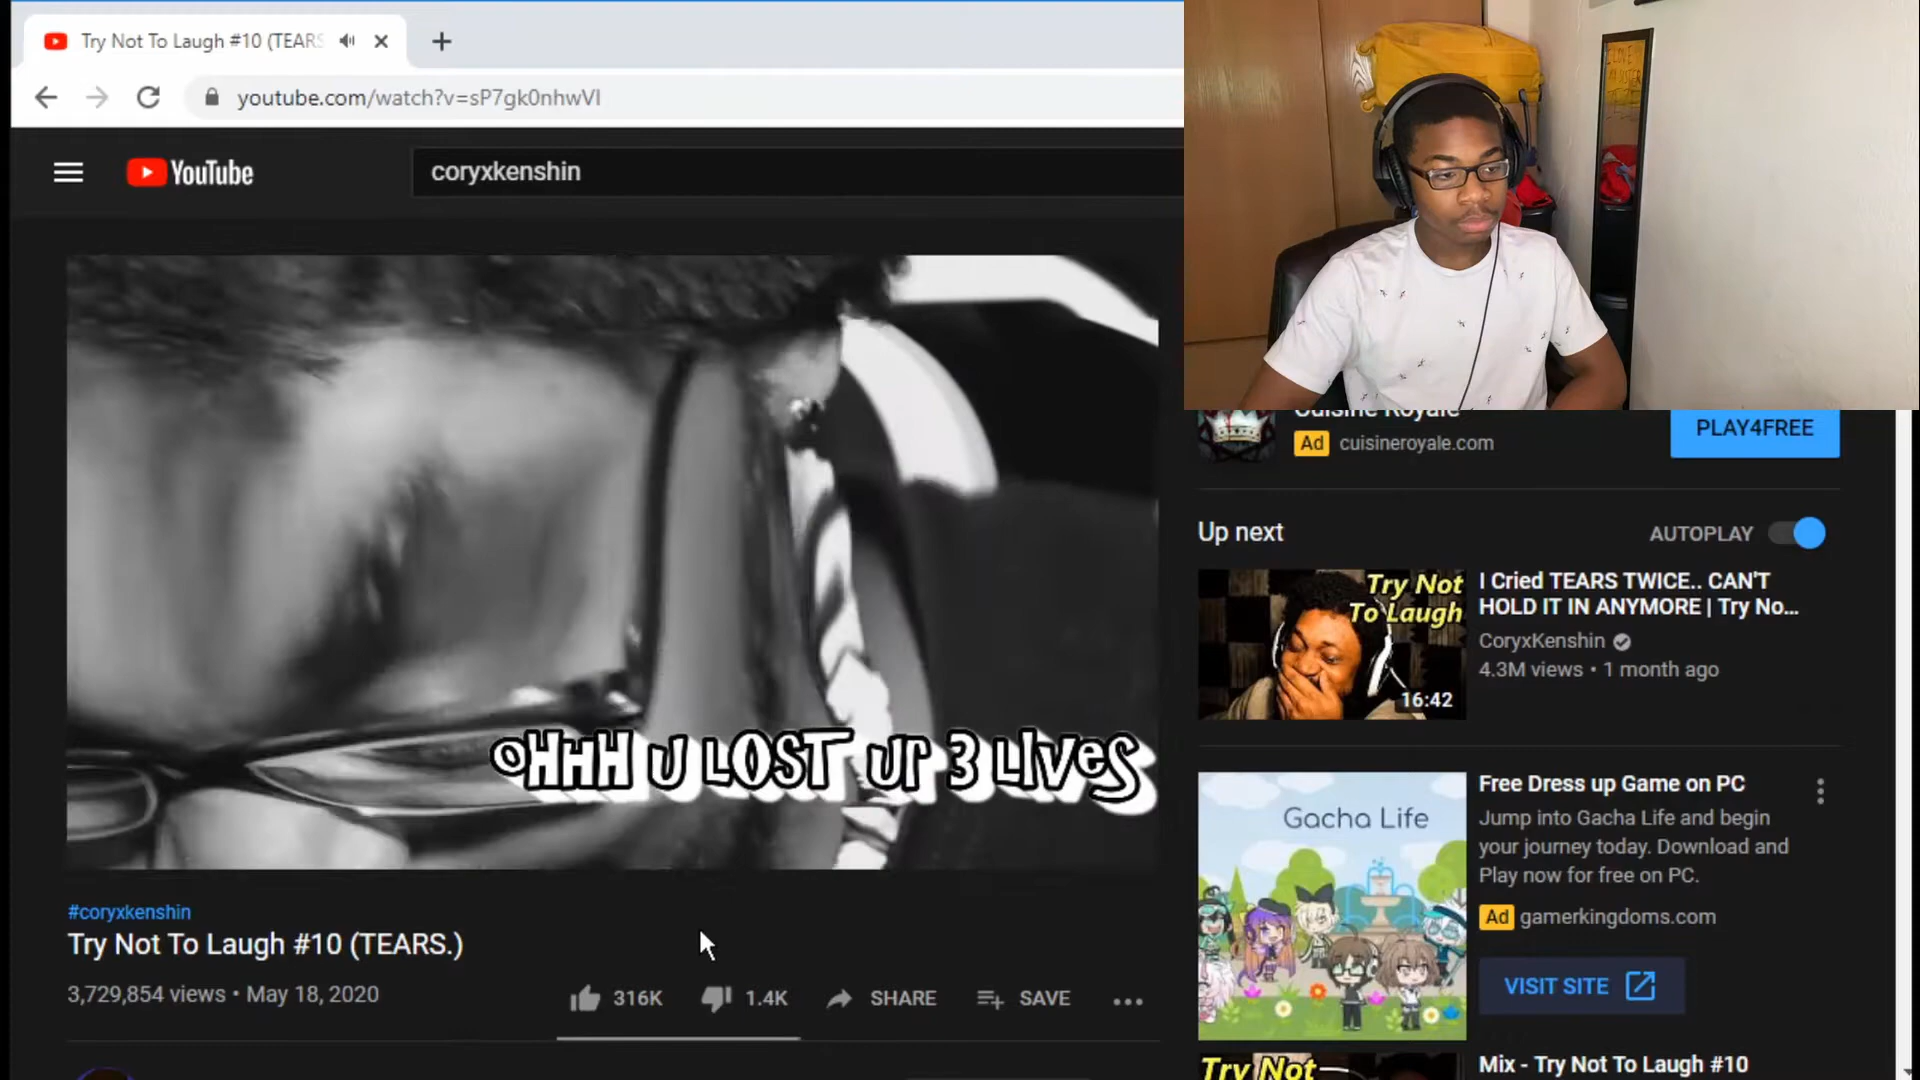 Try Not To Laugh #10 (TEARS
youtube.com/watch?v=sP7gk0nhwVI
YouTube
coryxkenshin
OHHH U LOST UR 3 LIVES
#coryxkenshin
Try Not To Laugh #10 (TEARS.)
3,729,854 views • May 18, 2020
316K
1.4K
SHARE
SAVE
Cuisine Royale
Ad cuisineroyale.com
PLAY4FREE
Up next
AUTOPLAY
Try Not
To Laugh
16:42
I Cried TEARS TWICE.. CAN'T
HOLD IT IN ANYMORE | Try No...
CoryxKenshin
4.3M views • 1 month ago
Gacha Life
Free Dress up Game on PC
Jump into Gacha Life and begin
your journey today. Download and
Play now for free on PC.
Ad gamerkingdoms.com
VISIT SITE
Try Not
Mix - Try Not To Laugh #10